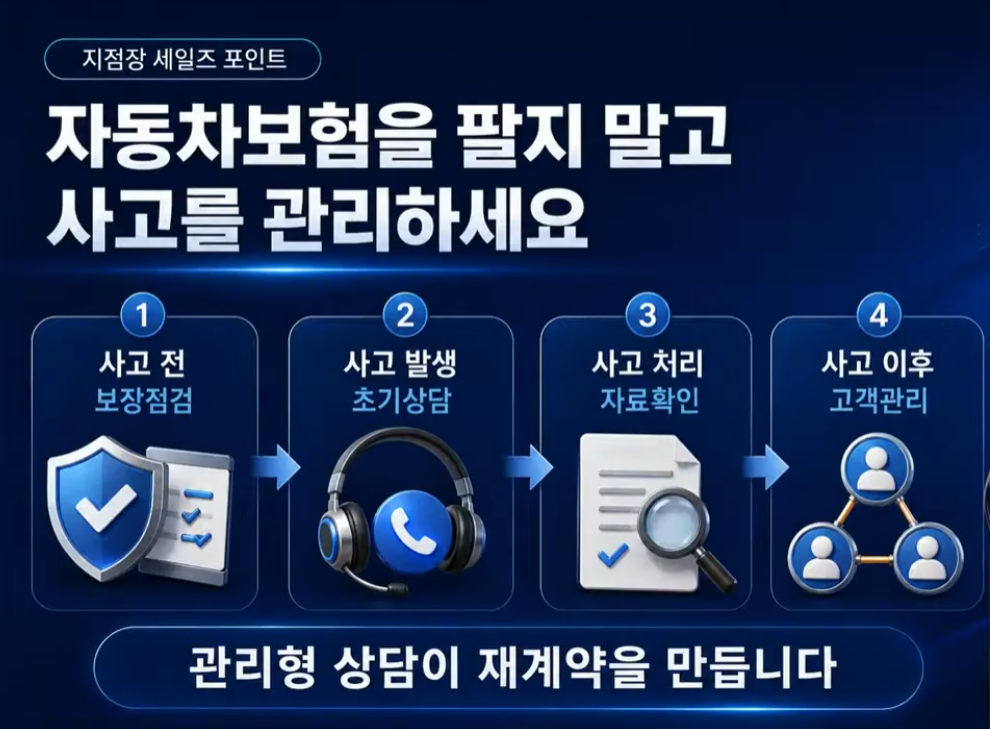 지점장 세일즈 포인트
자동차보험을 팔지 말고
사고를 관리하세요
1
사고 전
보장점검
2
사고 발생
초기상담
3
사고 처리
자료확인
4
사고 이후
고객관리
관리형 상담이 재계약을 만듭니다